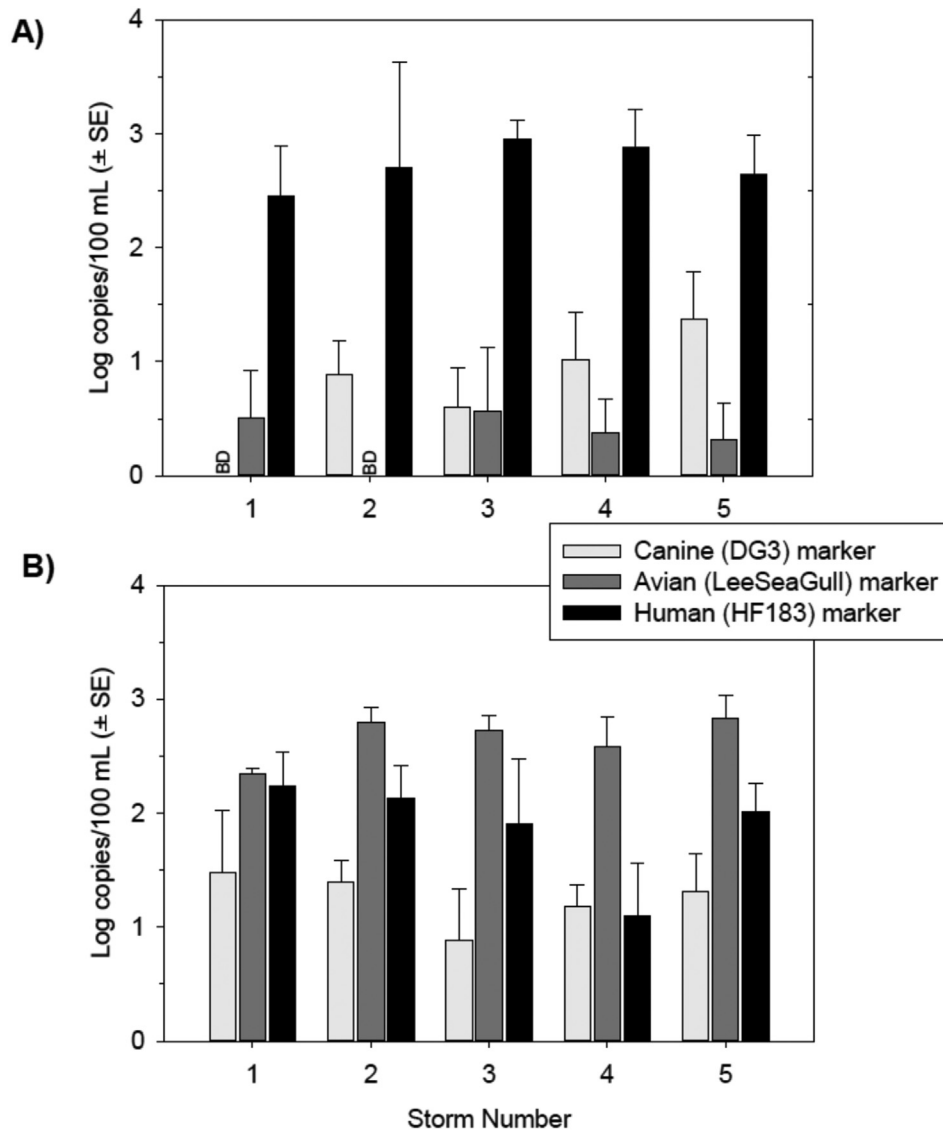 A)
4
3
2
1
0
Log copies/100 mL (± SE)
BD
BD
1 2 3 4 5
Canine (DG3) marker
Avian (LeeSeaGull) marker
Human (HF183) marker
B)
4
3
2
1
0
Log copies/100 mL (± SE)
1 2 3 4 5
Storm Number